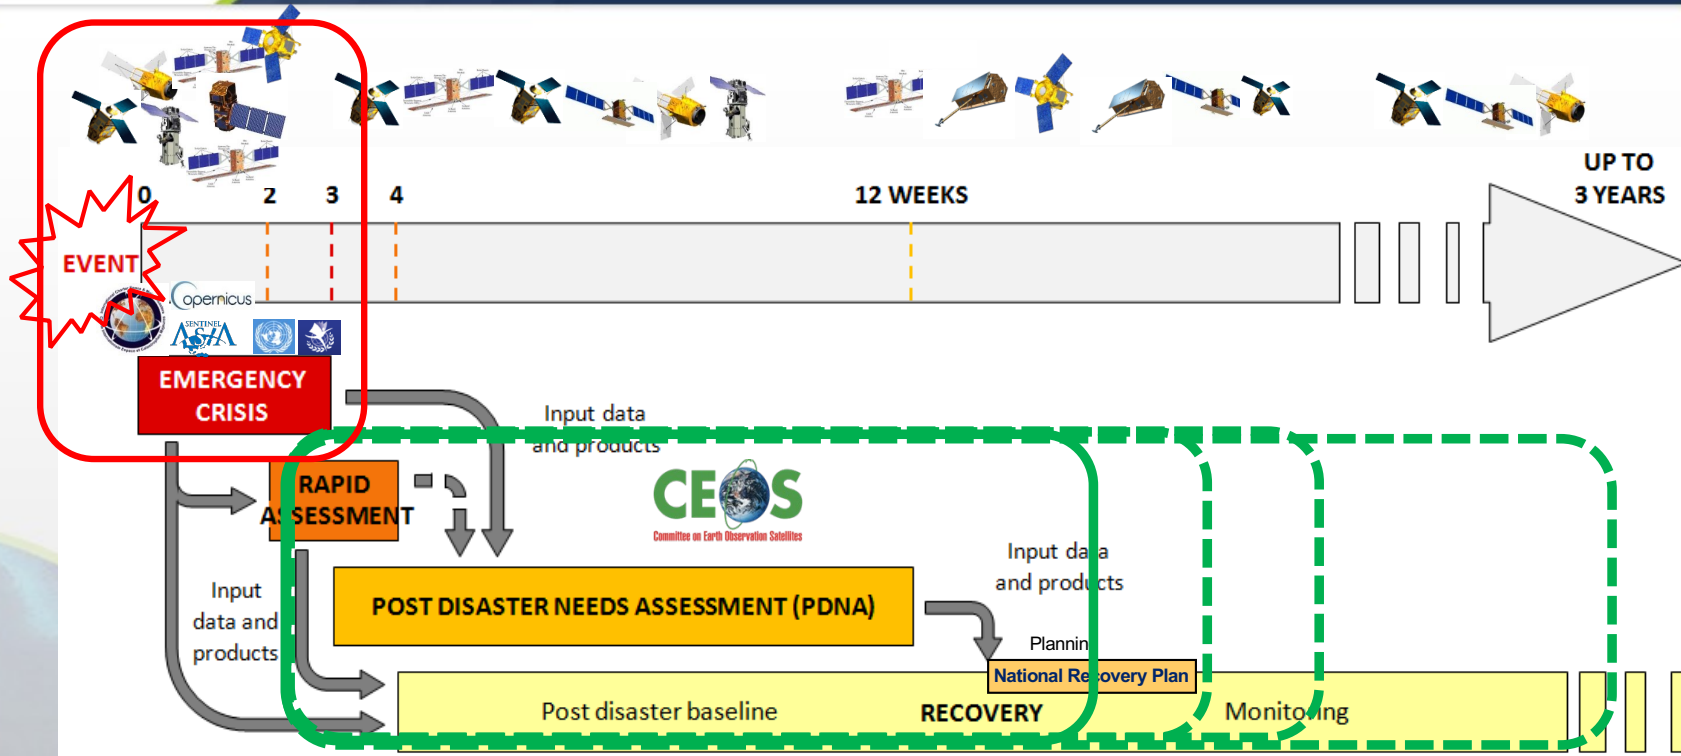 UP TO
3 YEARS
0
2
3
4
12 WEEKS
EVENT
opernicus
SENTINEL
ASIA
EMERGENCY
CRISIS
Input data
and products
RAPID
ASSESSMENT
CEOS
Committee on Earth Observation Satellites
Input data
and products
Input
data and
products
POST DISASTER NEEDS ASSESSMENT (PDNA)
Plannin
National Recovery Plan
Post disaster baseline
RECOVERY
Monitoring